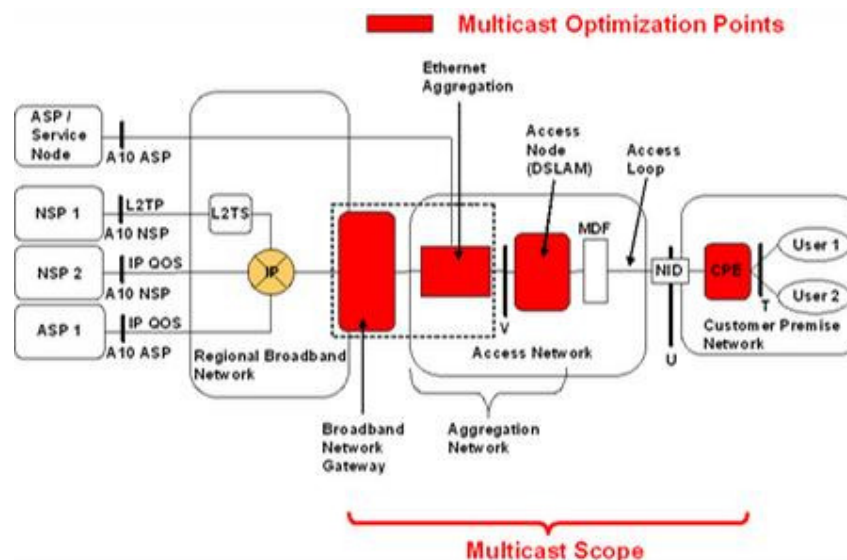 Multicast Optimization Points
Ethernet
Aggregation
ASP /
Service
Node
A10 ASP
Access
Node
(DSLAM)
Access
Loop
NSP 1
L2TP
A10 NSP
L2TS
MDF
NSP 2
IP QOS
A10 NSP
IP
NID
CPE
User 1
User 2
ASP 1
IP QOS
A10 ASP
V
T
U
Regional Broadband
Network
Access Network
Customer Premise
Network
Broadband
Network
Gateway
Aggregation
Network
Multicast Scope